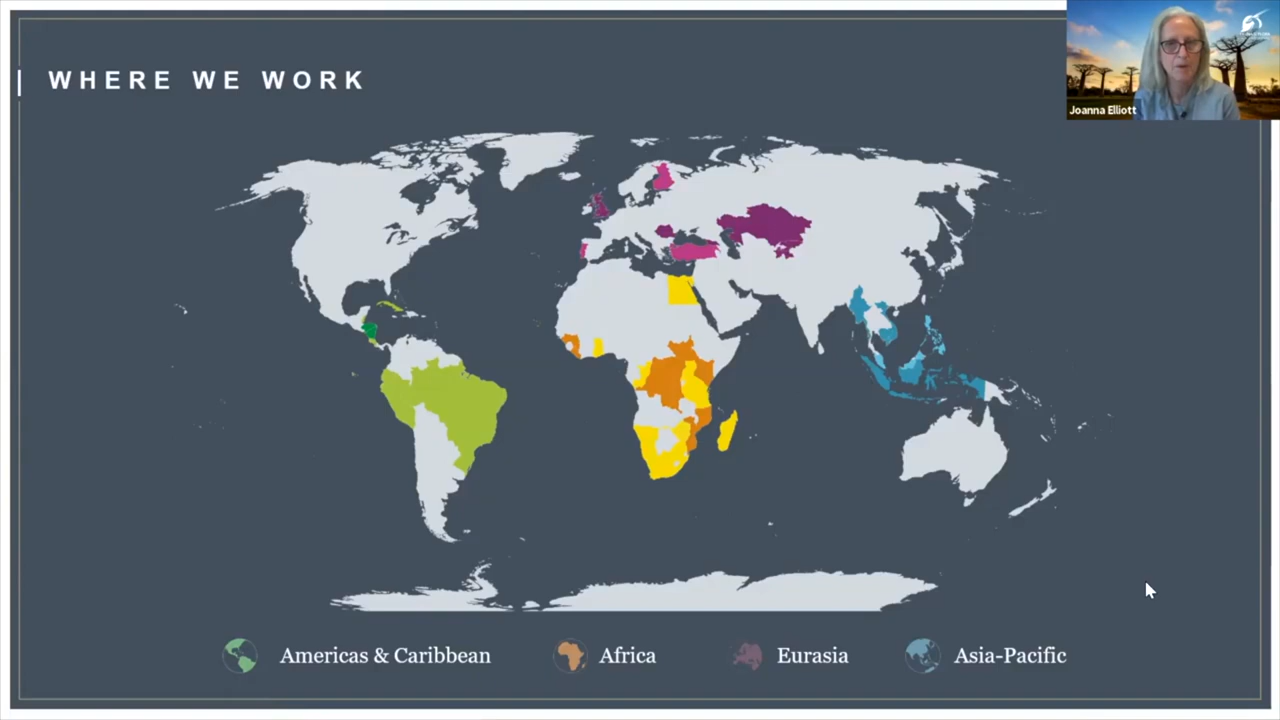 WHERE WE WORK
Joanna Elliott
Americas & Caribbean
Africa
Eurasia
Asia-Pacific